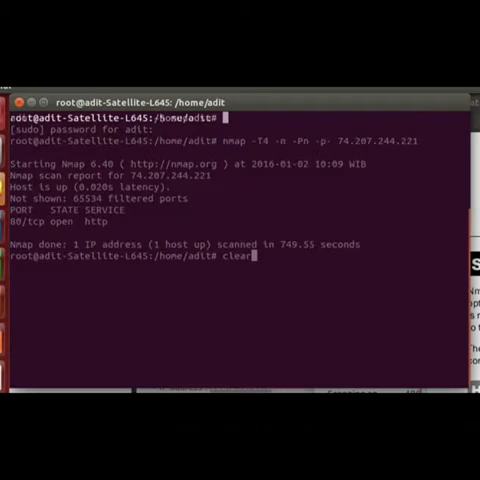 root@adit-Satellite-L645: /home/adit
root@adit-Satellite-L645:/home/adit#
[sudo] password for adit:
root@adit-Satellite-L645:/home/adit# nmap -T4 -n -Pn -p- 74.207.244.221
Starting Nmap 6.40 ( http://nmap.org ) at 2016-01-02 10:09 WIB
Nmap scan report for 74.207.244.221
Host is up (0.020s latency).
Not shown: 65534 filtered ports
PORT   STATE SERVICE
80/tcp open  http
Nmap done: 1 IP address (1 host up) scanned in 749.55 seconds
root@adit-Satellite-L645:/home/adit# clear